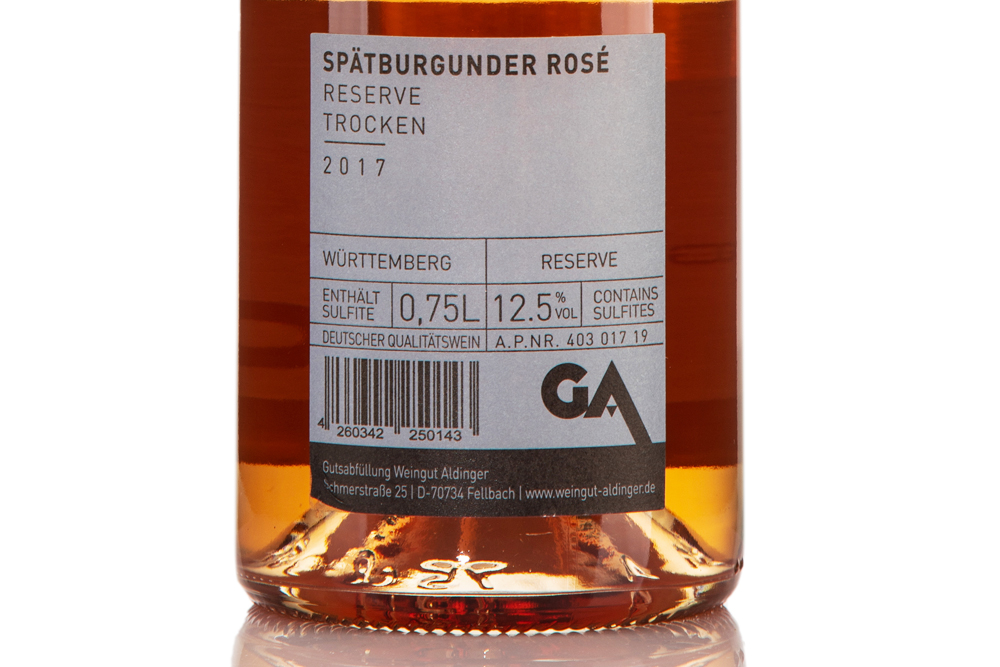 SPÄTBURGUNDER ROSÉ
RESERVE
TROCKEN
2017
WÜRTTEMBERG RESERVE
ENTHÄLT SULFITE 0,75L 12.5 % VOL CONTAINS SULFITES
DEUTSCHER QUALITÄTSWEIN A.P.NR. 403 017 19
4 260342 250143
GA
Gutsabfüllung Weingut Aldinger
25 | D-70734 Fellbach | www.weingut-aldinger.de